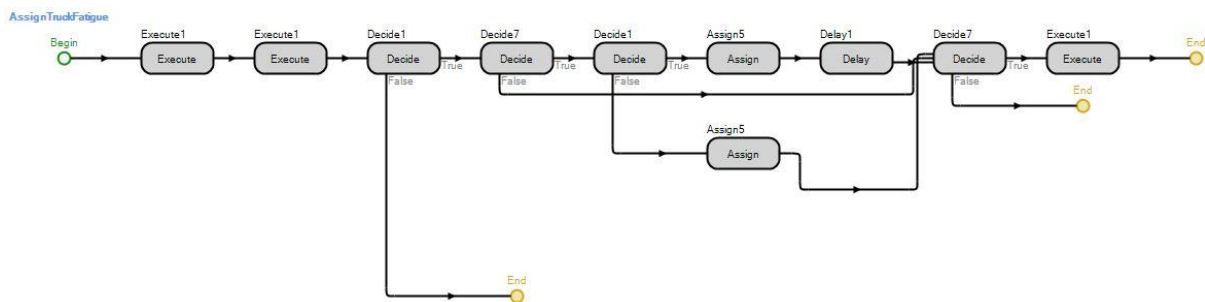 AssignTruckFatigue
Begin
Execute1
Execute
Execute1
Execute
Decide1
Decide
True
False
Decide7
Decide
True
False
Decide1
Decide
True
False
Assign5
Assign
Delay1
Delay
Decide7
Decide
True
False
Execute1
Execute
End
End
Assign5
Assign
End